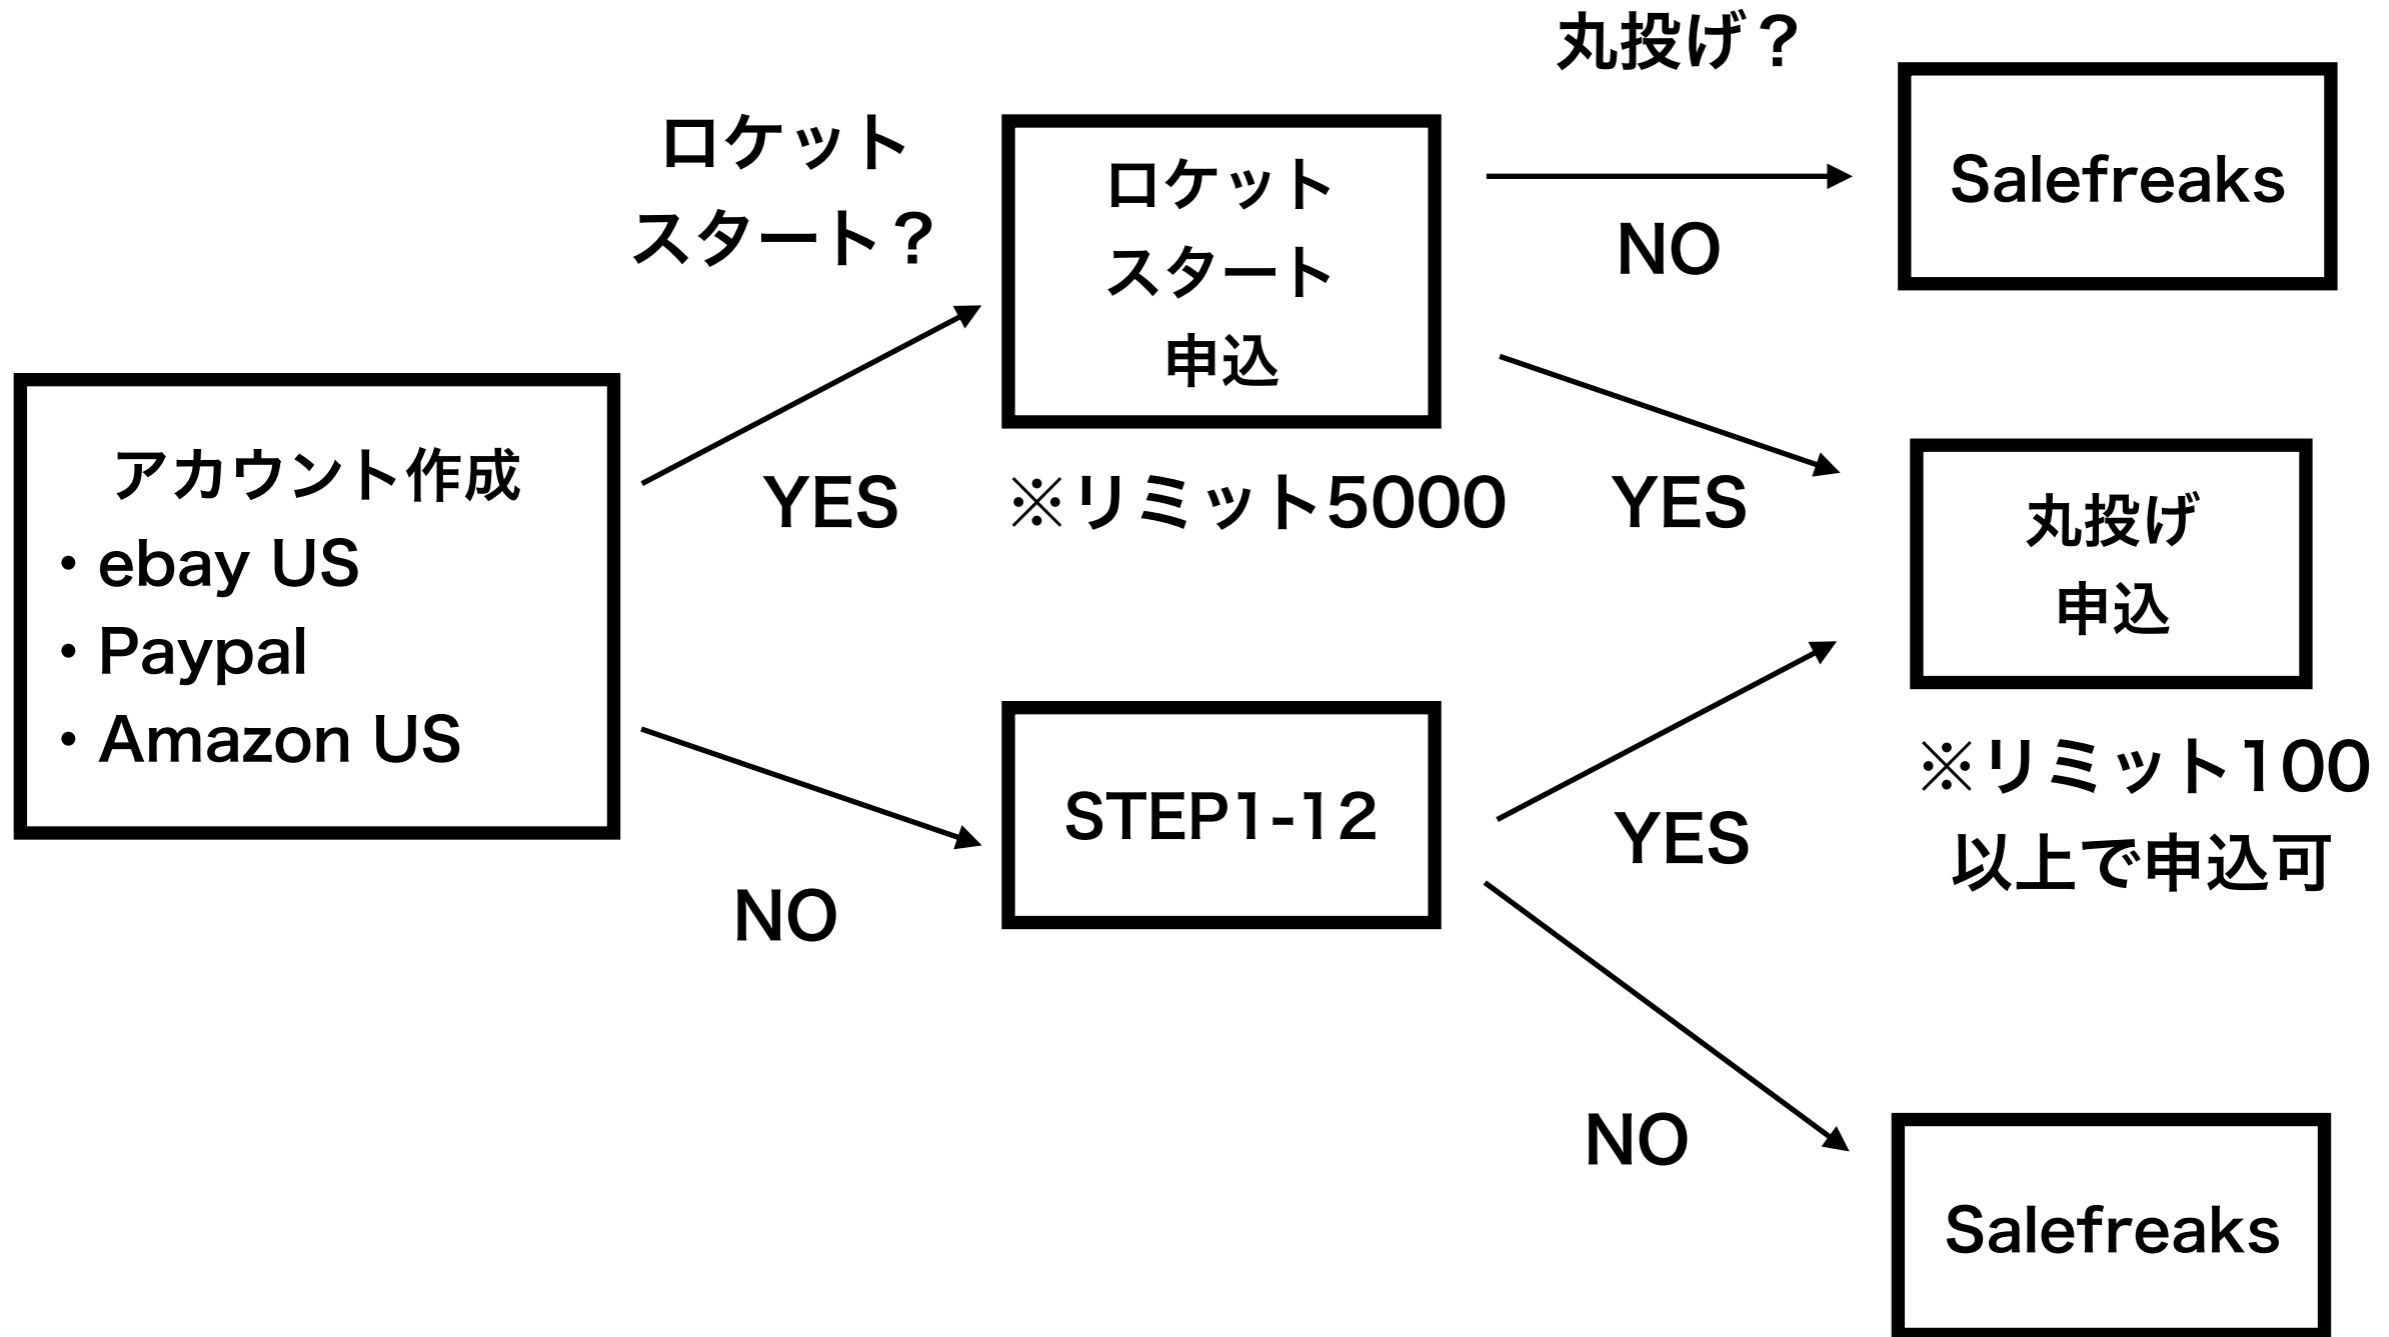 丸投げ？
ロケット
スタート？
ロケット
スタート
申込
Salefreaks
NO
アカウント作成
・ebay US
・Paypal
・Amazon US
YES
※リミット5000
YES
丸投げ
申込
STEP1-12
※リミット100
以上で申込可
YES
NO
NO
Salefreaks